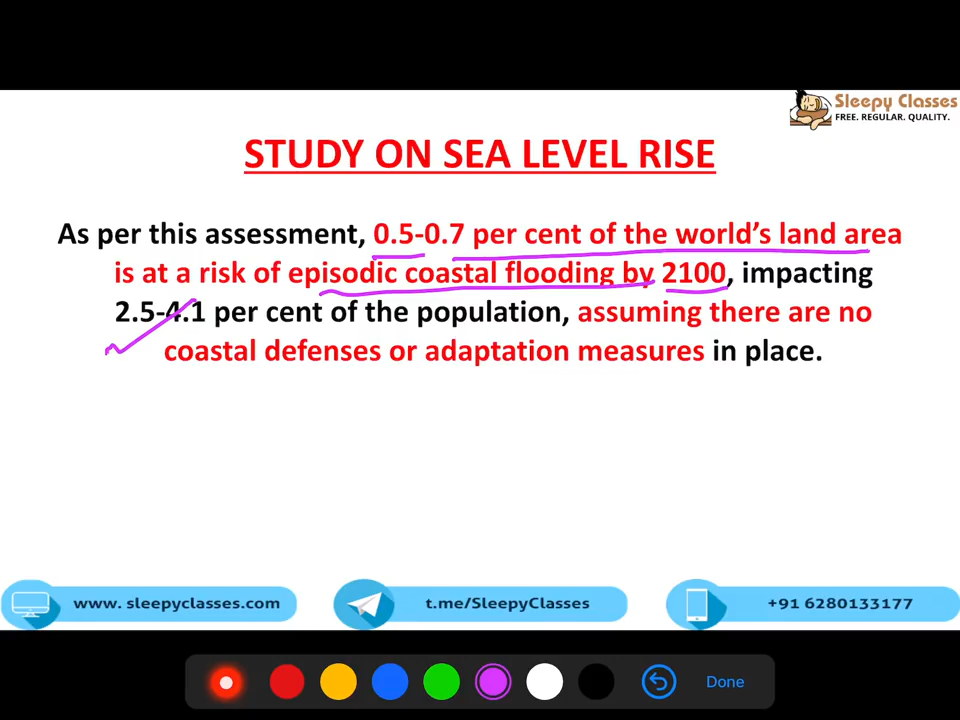 Sleepy Classes
FREE. REGULAR. QUALITY.
STUDY ON SEA LEVEL RISE
As per this assessment, 0.5-0.7 per cent of the world’s land area
is at a risk of episodic coastal flooding by 2100, impacting
2.5-4.1 per cent of the population, assuming there are no
coastal defenses or adaptation measures in place.
www. sleepyclasses.com
t.me/SleepyClasses
+91 6280133177
Done